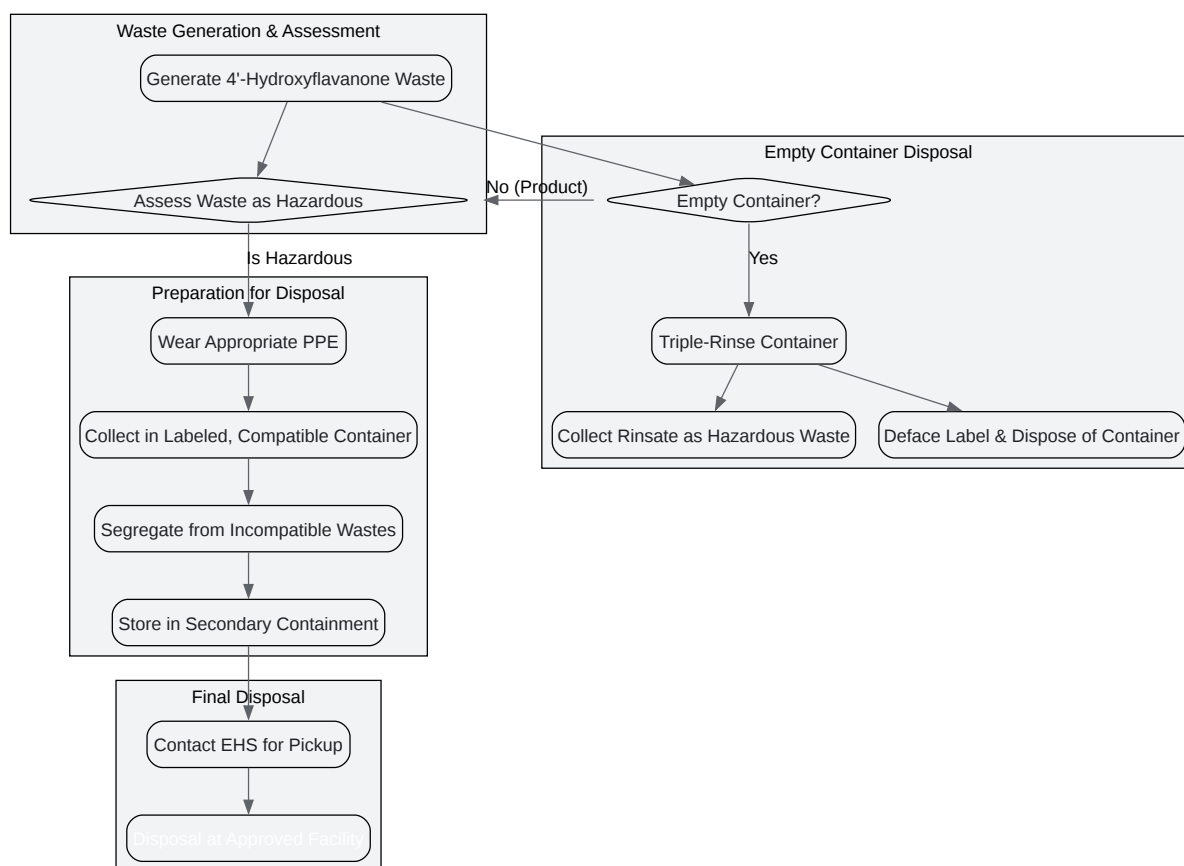 Waste Generation & Assessment
Generate 4'-Hydroxyflavanone Waste
Assess Waste as Hazardous
Is Hazardous
Empty Container Disposal
No (Product)
Empty Container?
Yes
Triple-Rinse Container
Collect Rinsate as Hazardous Waste
Deface Label & Dispose of Container
Preparation for Disposal
Wear Appropriate PPE
Collect in Labeled, Compatible Container
Segregate from Incompatible Wastes
Store in Secondary Containment
Final Disposal
Contact EHS for Pickup
Disposal at Approved Facility